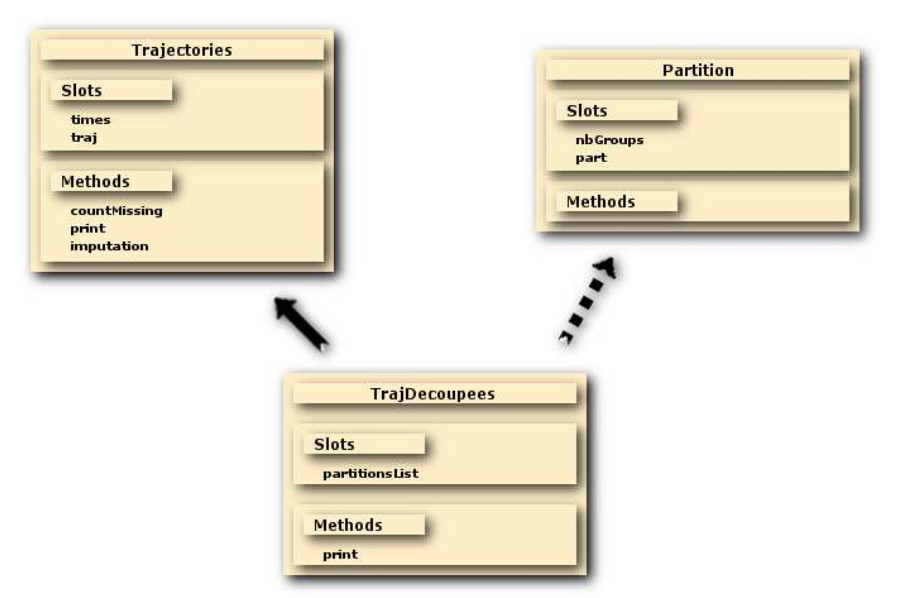 Trajectories
Slots
times
traj
Methods
countMissing
print
imputation
Partition
Slots
nbGroups
part
Methods
TrajDecoupees
Slots
partitionsList
Methods
print